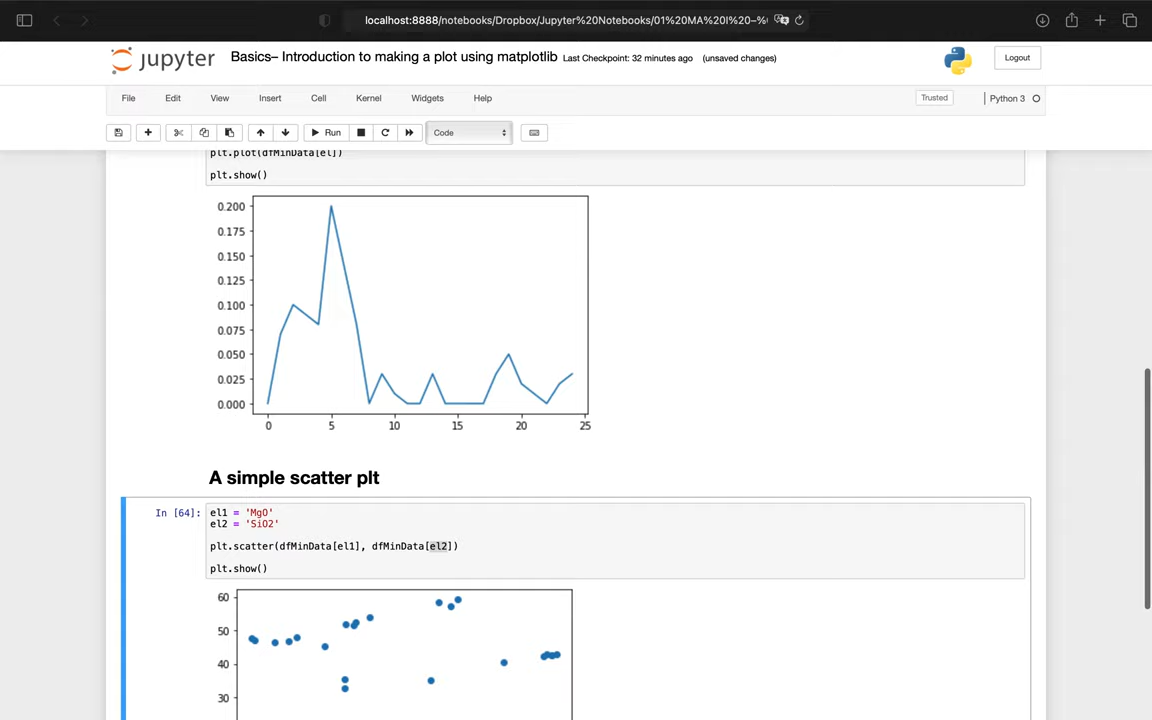 localhost:8888/notebooks/Dropbox/Jupyter%20Notebooks/01%20MA%20I%20–%
jupyter Basics– Introduction to making a plot using matplotlib Last Checkpoint: 32 minutes ago (unsaved changes) Logout
File Edit View Insert Cell Kernel Widgets Help Trusted Python 3
Run Code
plt.plot(dfMinData[el])
plt.show()
0.200
0.175
0.150
0.125
0.100
0.075
0.050
0.025
0.000
0 5 10 15 20 25
A simple scatter plt
In [64]: el1 = 'MgO'
el2 = 'SiO2'
plt.scatter(dfMinData[el1], dfMinData[el2])
plt.show()
60
50
40
30